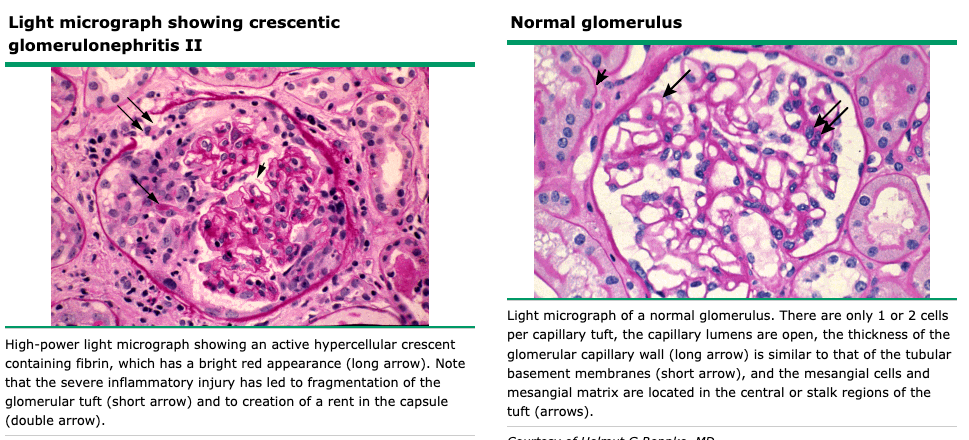 Light micrograph showing crescentic
glomerulonephritis II
High-power light micrograph showing an active hypercellular crescent
containing fibrin, which has a bright red appearance (long arrow). Note
that the severe inflammatory injury has led to fragmentation of the
glomerular tuft (short arrow) and to creation of a rent in the capsule
(double arrow).
Normal glomerulus
Light micrograph of a normal glomerulus. There are only 1 or 2 cells
per capillary tuft, the capillary lumens are open, the thickness of the
glomerular capillary wall (long arrow) is similar to that of the tubular
basement membranes (short arrow), and the mesangial cells and
mesangial matrix are located in the central or stalk regions of the
tuft (arrows).
Courtesy of Helmut G Rennke, MD